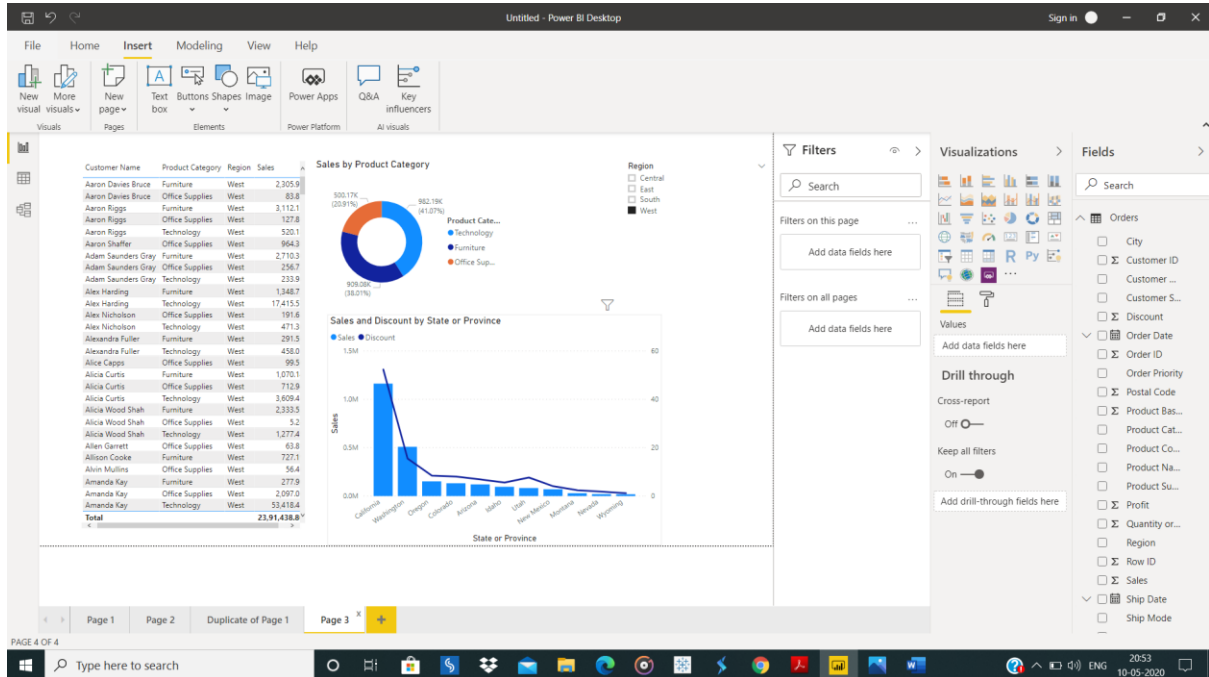 Untitled - Power BI Desktop
Sign in
File Home Insert Modeling View Help
New visual
More visuals
New page
Text box
Buttons
Shapes
Image
Power Apps
Q&A
Key influencers
Visuals
Pages
Elements
Power Platform
AI visuals
Customer Name Product Category Region Sales
Aaron Davies Bruce Furniture West 2,305.9
Aaron Davies Bruce Office Supplies West 83.8
Aaron Riggs Furniture West 3,112.1
Aaron Riggs Office Supplies West 127.8
Aaron Riggs Technology West 520.1
Aaron Shaffer Office Supplies West 964.3
Adam Saunders Gray Furniture West 2,710.3
Adam Saunders Gray Office Supplies West 256.7
Adam Saunders Gray Technology West 233.9
Alex Harding Furniture West 1,348.7
Alex Harding Technology West 17,415.5
Alex Nicholson Office Supplies West 191.6
Alex Nicholson Technology West 471.3
Alexandra Fuller Furniture West 291.5
Alexandra Fuller Technology West 458.0
Alice Capps Office Supplies West 99.5
Alicia Curtis Furniture West 1,070.1
Alicia Curtis Office Supplies West 712.9
Alicia Curtis Technology West 3,609.4
Alicia Wood Shah Furniture West 2,333.5
Alicia Wood Shah Office Supplies West 5.2
Alicia Wood Shah Technology West 1,277.4
Allen Garrett Office Supplies West 63.8
Allison Cooke Furniture West 727.1
Alvin Mullins Office Supplies West 56.4
Amanda Kay Furniture West 277.9
Amanda Kay Office Supplies West 2,097.0
Amanda Kay Technology West 53,418.4
Total 23,91,438.8
Sales by Product Category
500.17K
(20.91%)
982.19K
(41.07%)
909.08K
(38.01%)
Product Cate...
Technology
Furniture
Office Sup...
Region
Central
East
South
West
Sales and Discount by State or Province
Sales Discount
1.5M
1.0M
0.5M
0.0M
Sales
60
40
20
0
California
Washington
Oregon
Colorado
Arizona
Idaho
Utah
New Mexico
Montana
Nevada
Wyoming
State or Province
Filters
Search
Filters on this page ...
Add data fields here
Filters on all pages ...
Add data fields here
Visualizations
R Py
...
Values
Add data fields here
Drill through
Cross-report
Off
Keep all filters
On
Add drill-through fields here
Fields
Search
Orders
City
Σ Customer ID
Customer ...
Customer S...
Σ Discount
Order Date
Σ Order ID
Order Priority
Σ Postal Code
Σ Product Bas...
Product Cat...
Product Co...
Product Na...
Product Su...
Σ Profit
Σ Quantity or...
Region
Σ Row ID
Σ Sales
Ship Date
Ship Mode
Page 1 Page 2 Duplicate of Page 1 Page 3 x +
PAGE 4 OF 4
Type here to search
ENG
20:53
10-05-2020